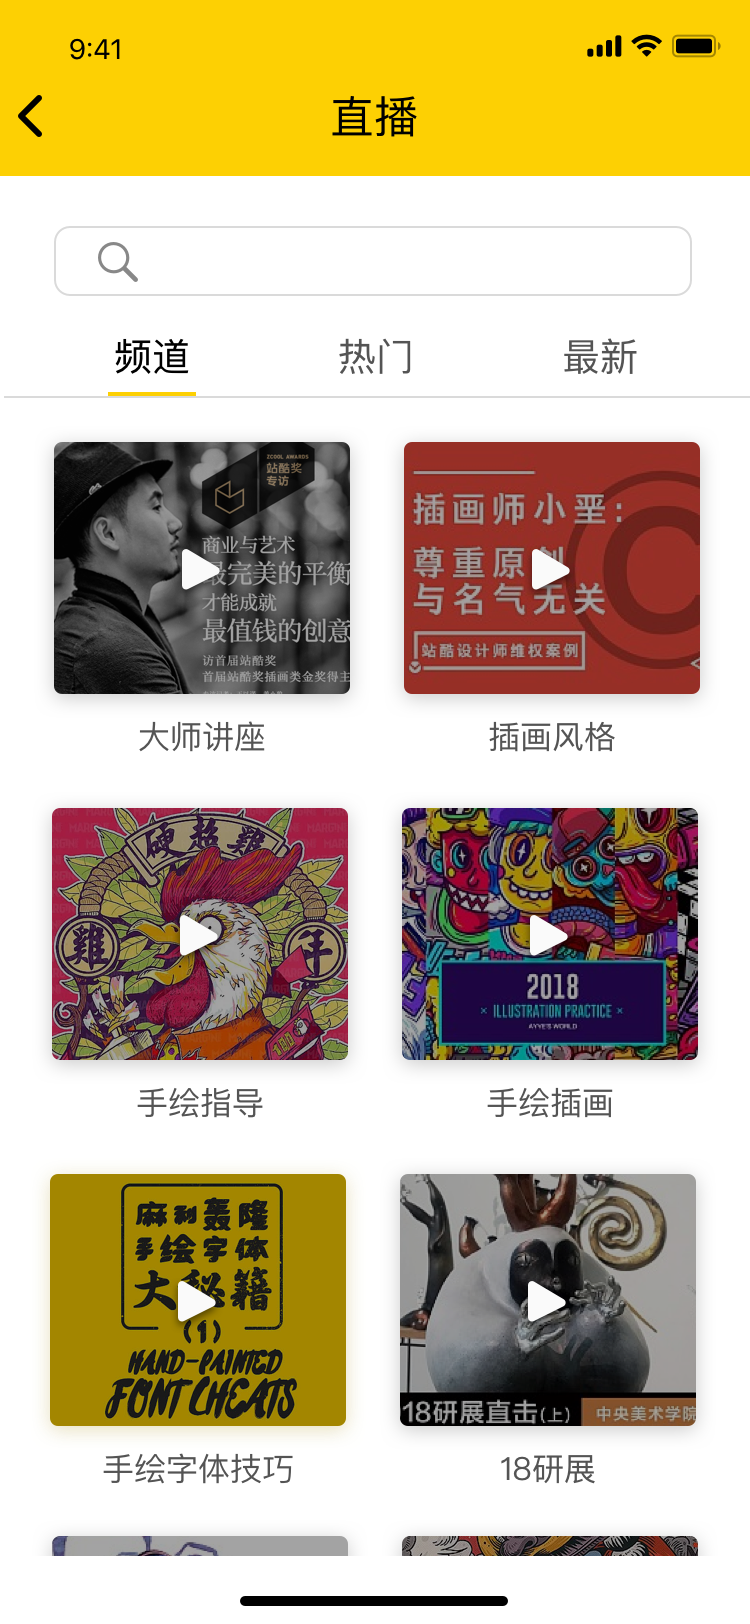 9:41
直播
频道
热门
最新
ZCOOL AWARDS
站酷奖
专访
商业与艺术
最完美的平衡
才能成就
最值钱的创意
访首届站酷奖
首届站酷奖插画类金奖得主
插画师小垩:
尊重原创
与名气无关
站酷设计师维权案例
大师讲座
插画风格
硬超雞
雞
年
手绘指导
2018
× ILLUSTRATION PRACTICE ×
AYYE'S WORLD
手绘插画
麻利轰隆
手绘字体
大秘籍
(1)
HAND-PAINTED
FONT CHEATS
18研展直击(上)
中央美术学院
手绘字体技巧
18研展